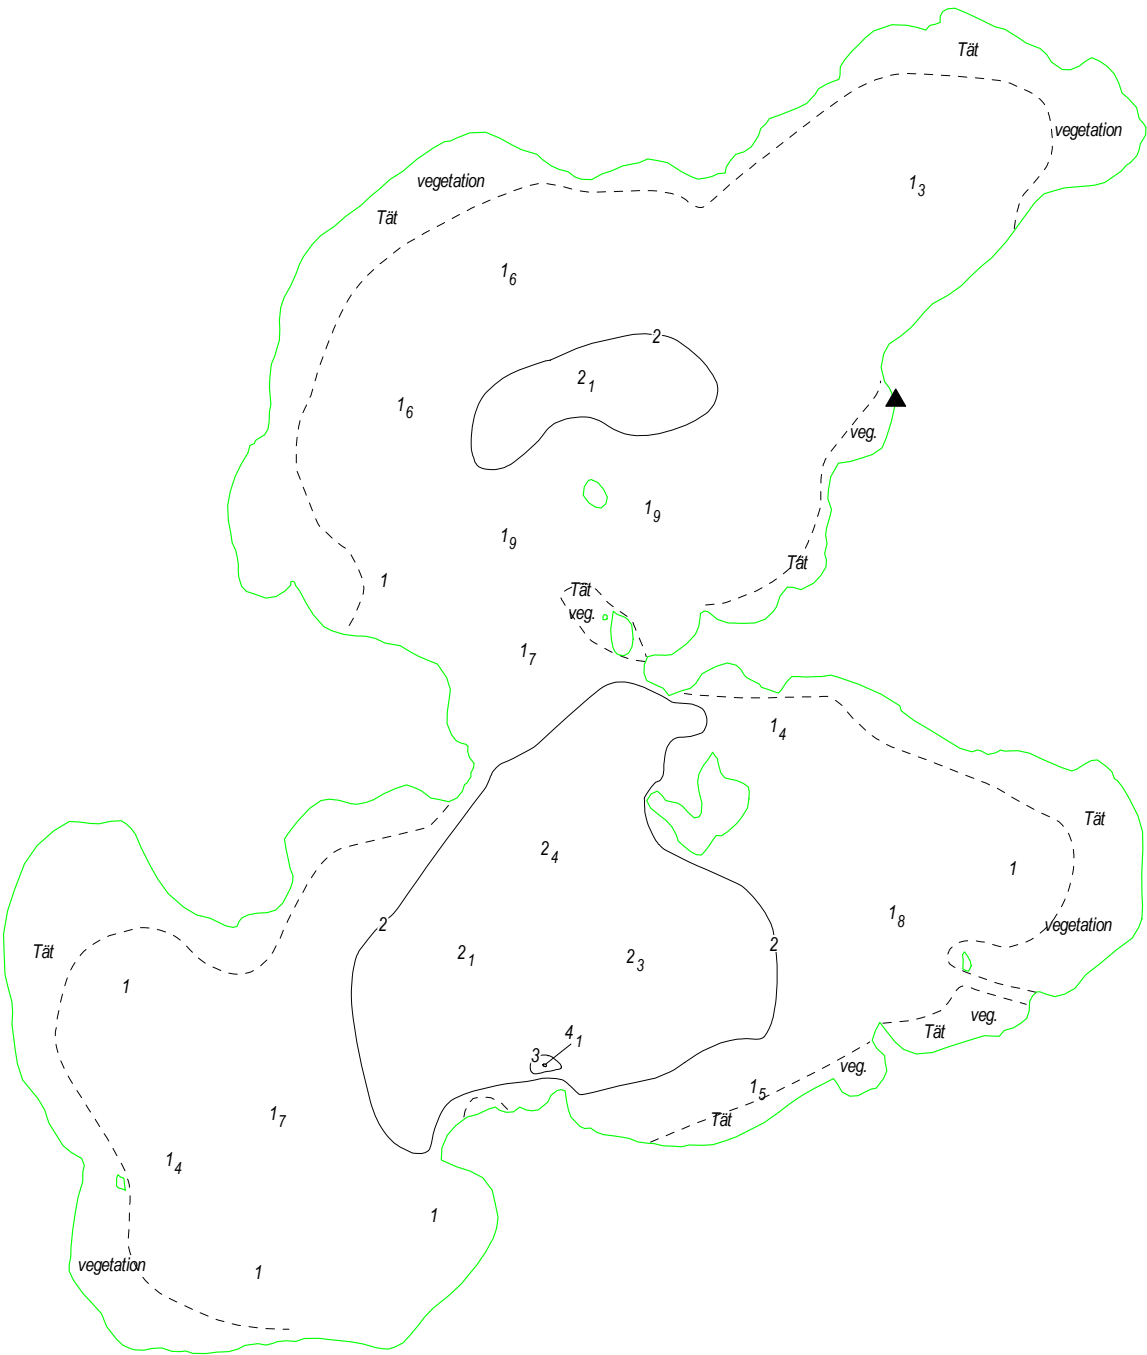 Tät
vegetation
vegetation
1₃
Tät
1₆
2
2₁
1₆
veg.
1₉
1₉
Tät
1
Tät
veg.
1₇
1₄
Tät
2₄
1
1₈
2
vegetation
2
Tät
2₁
2₃
1
veg.
Tät
4₁
3
veg.
1₅
1₇
Tät
1₄
1
vegetation
1